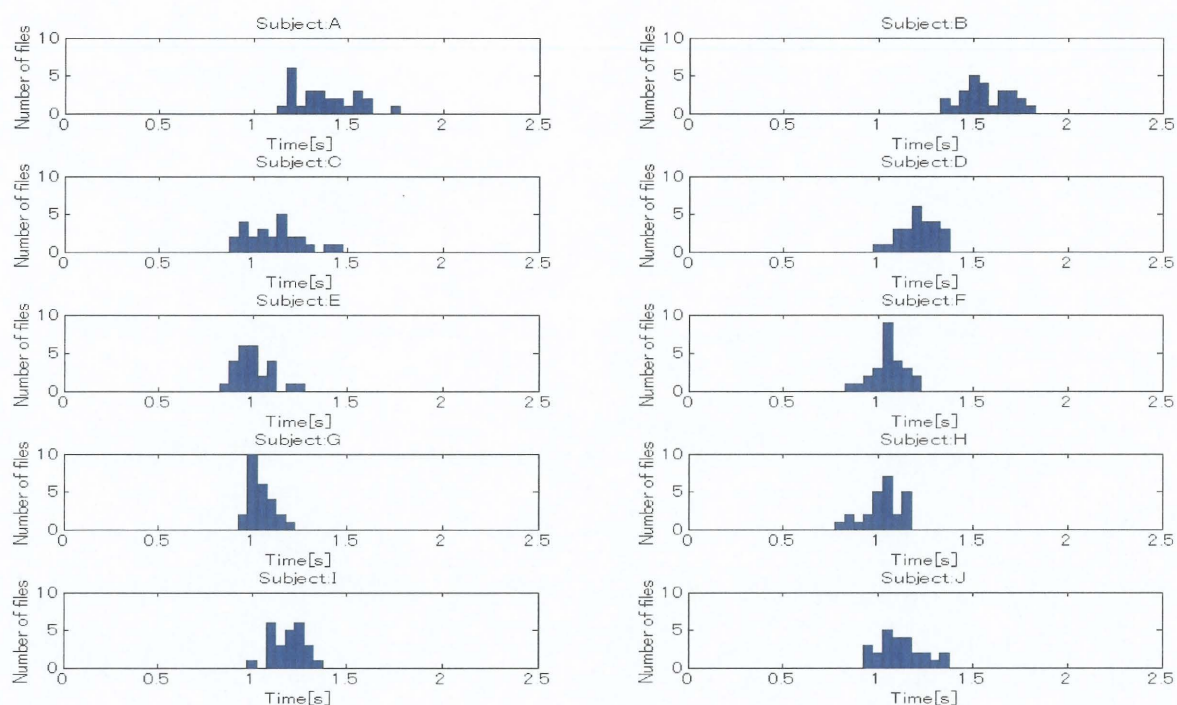 Subject:A
Number of files
10
5
0
0 0.5 1 1.5 2 2.5
Time[s]
Subject:B
Number of files
10
5
0
0 0.5 1 1.5 2 2.5
Time[s]
Subject:C
Number of files
10
5
0
0 0.5 1 1.5 2 2.5
Time[s]
Subject:D
Number of files
10
5
0
0 0.5 1 1.5 2 2.5
Time[s]
Subject:E
Number of files
10
5
0
0 0.5 1 1.5 2 2.5
Time[s]
Subject:F
Number of files
10
5
0
0 0.5 1 1.5 2 2.5
Time[s]
Subject:G
Number of files
10
5
0
0 0.5 1 1.5 2 2.5
Time[s]
Subject:H
Number of files
10
5
0
0 0.5 1 1.5 2 2.5
Time[s]
Subject:I
Number of files
10
5
0
0 0.5 1 1.5 2 2.5
Time[s]
Subject:J
Number of files
10
5
0
0 0.5 1 1.5 2 2.5
Time[s]